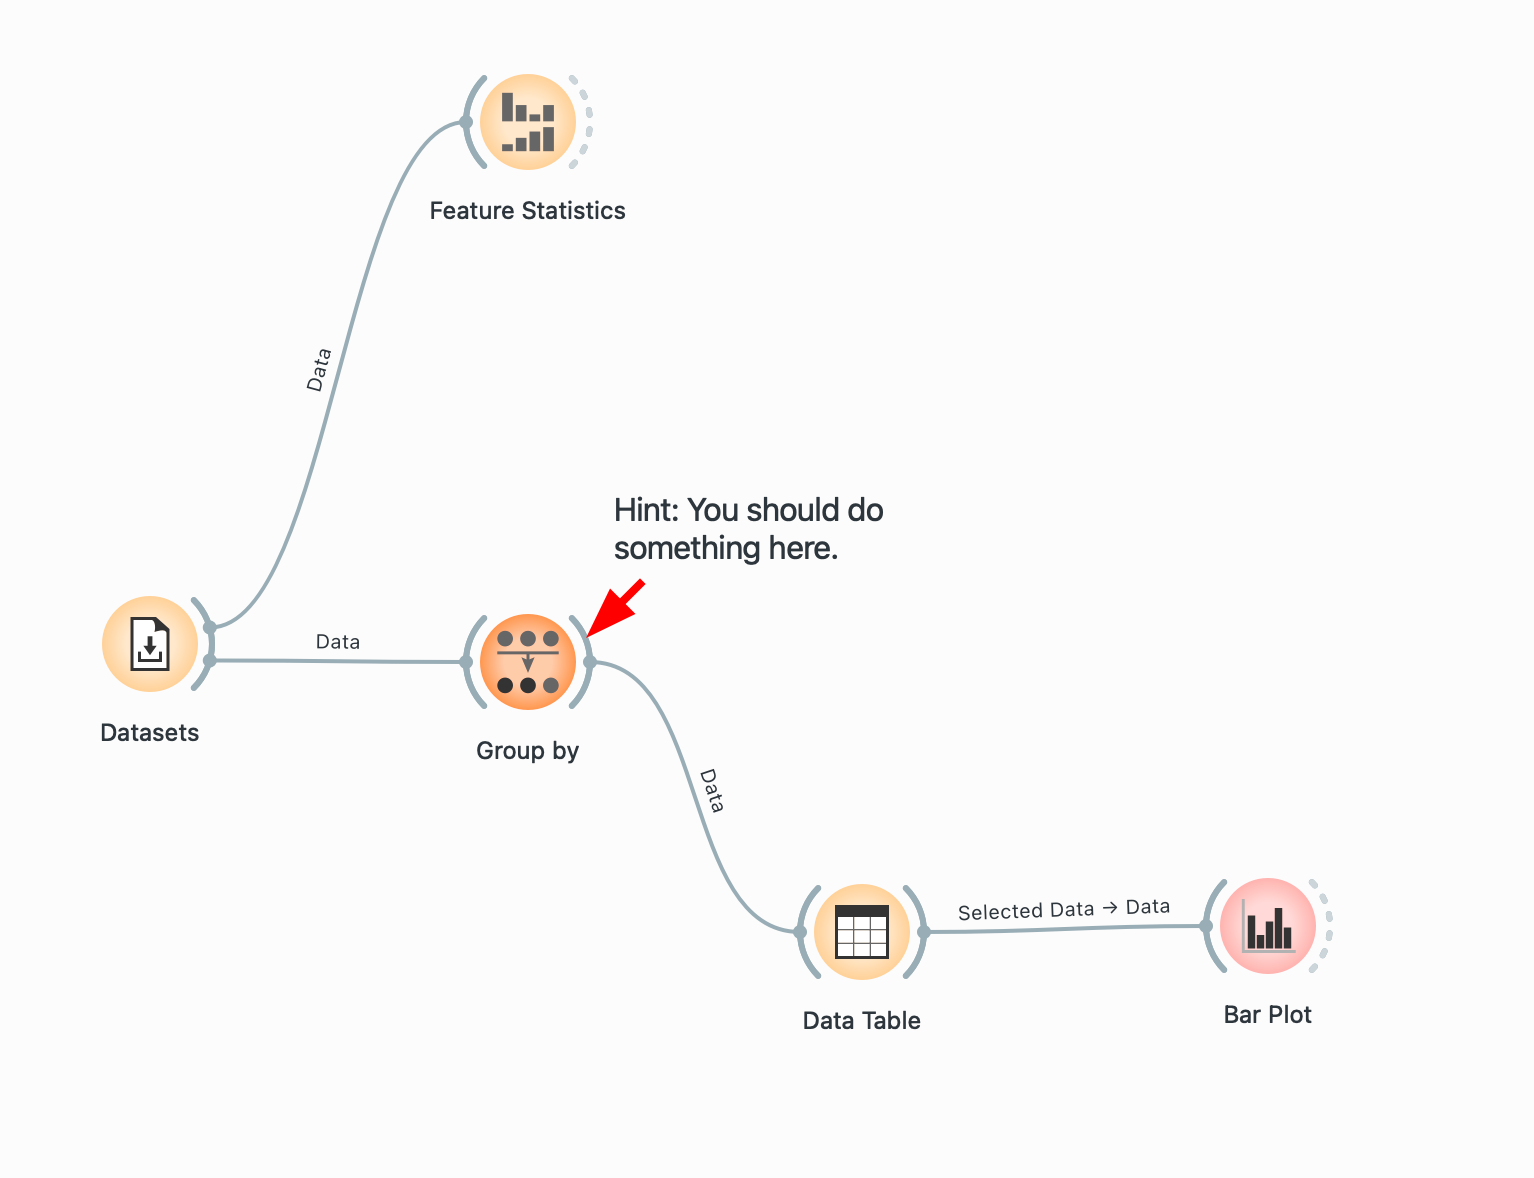 Feature Statistics
Data
Hint: You should do
something here.
Data
Datasets
Group by
Data
Selected Data → Data
Data Table
Bar Plot